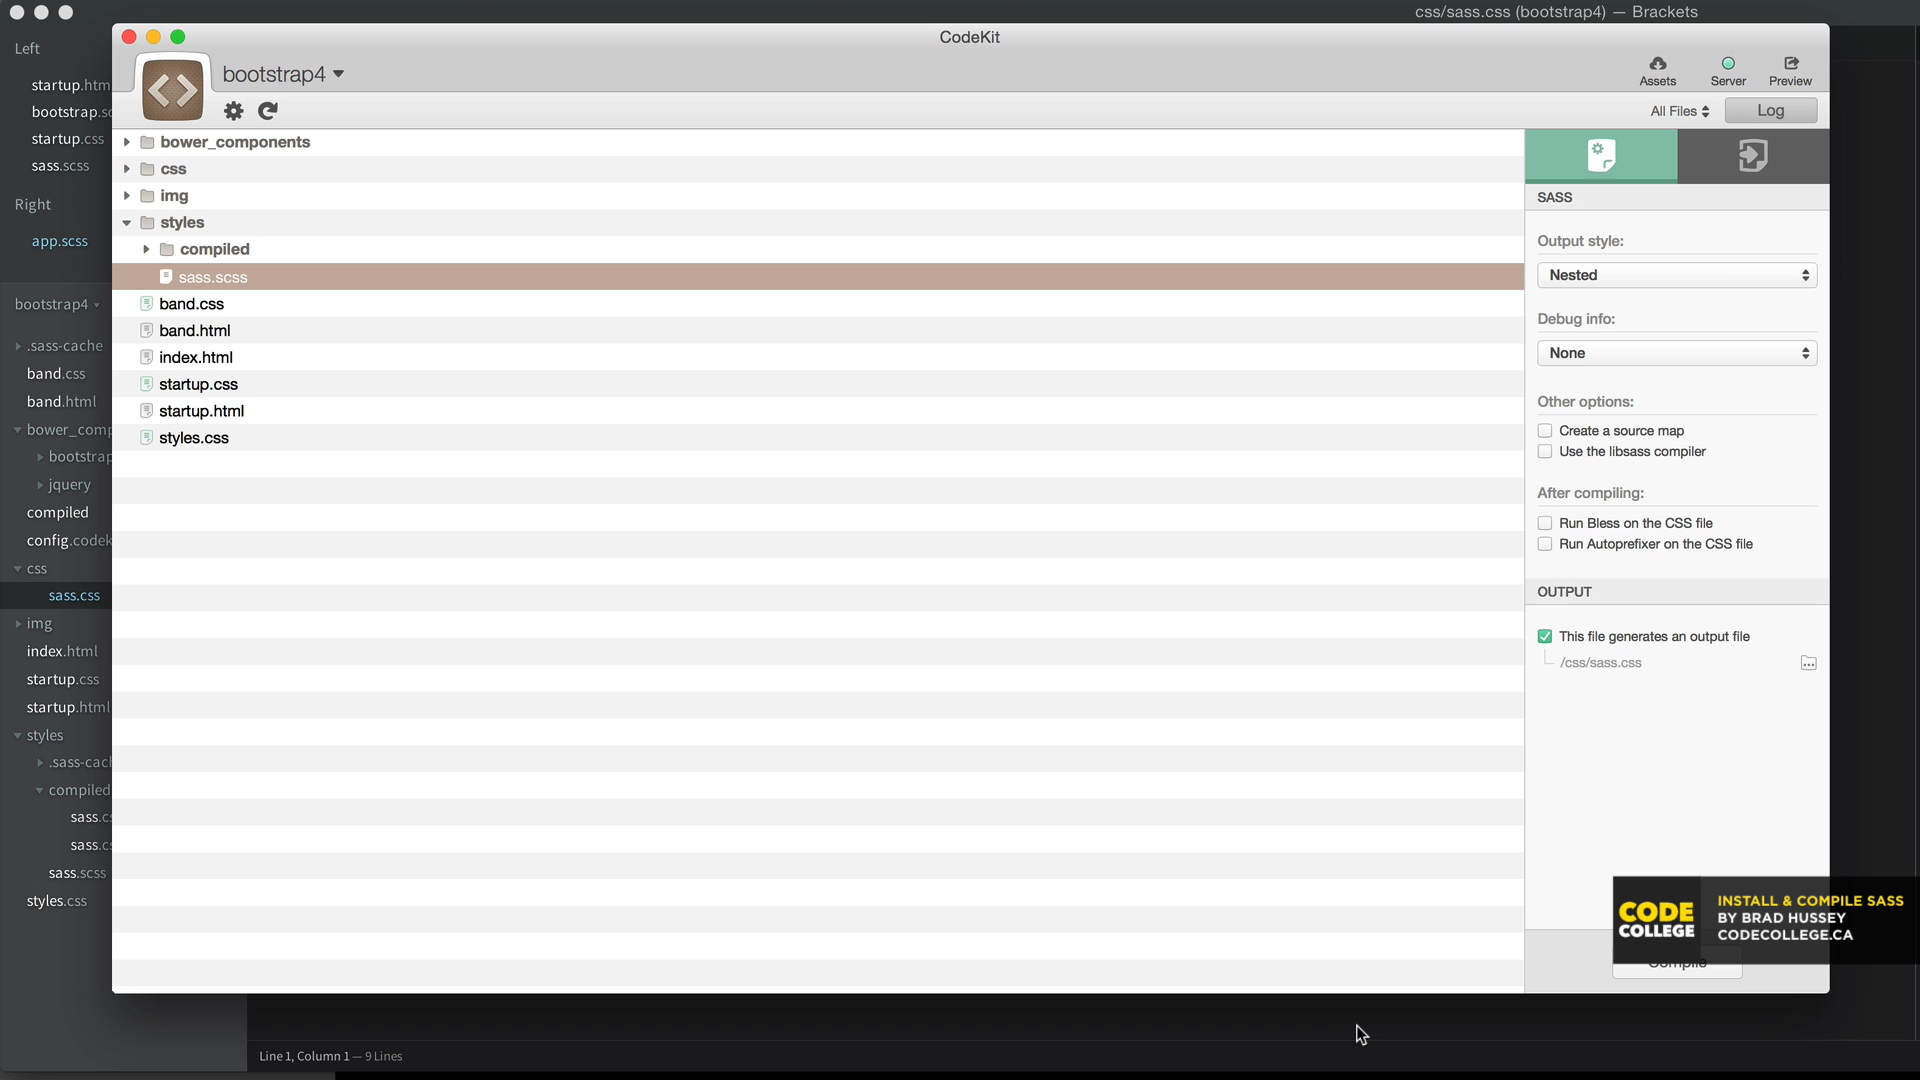 css/sass.css (bootstrap4) — Brackets
Left
startup.htm
bootstrap.sc
startup.css
sass.scss
Right
app.scss
bootstrap4
.sass-cache
band.css
band.html
bower_comp
bootstrap
jquery
compiled
config.codek
css
sass.css
img
index.html
startup.css
startup.html
styles
.sass-cach
compiled
sass.cs
sass.cs
sass.scss
styles.css
CodeKit
bootstrap4
Assets
Server
Preview
All Files
Log
bower_components
css
img
styles
compiled
sass.scss
band.css
band.html
index.html
startup.css
startup.html
styles.css
SASS
Output style:
Nested
Debug info:
None
Other options:
Create a source map
Use the libsass compiler
After compiling:
Run Bless on the CSS file
Run Autoprefixer on the CSS file
OUTPUT
This file generates an output file
/css/sass.css
Compile
CODE
COLLEGE
INSTALL & COMPILE SASS
BY BRAD HUSSEY
CODECOLLEGE.CA
Line 1, Column 1 — 9 Lines